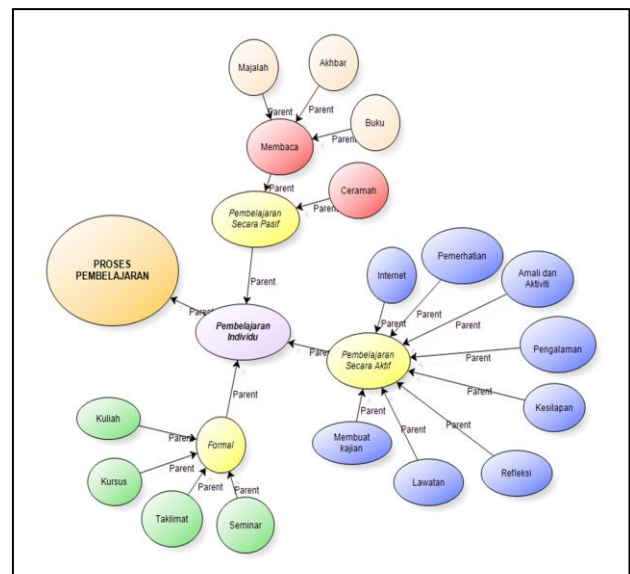 Majalah
Akhbar
Parent
Parent
Buku
Membaca
Parent
Parent
Ceramah
Pembelajaran
Secara Pasif
Parent
PROSES
PEMBELAJARAN
Parent
Parent
Pembelajaran
Individu
Internet
Pemerhatian
Amali dan
Aktiviti
Parent
Parent
Parent
Pengalaman
Parent
Parent
Pembelajaran
Secara Aktif
Parent
Kesilapan
Parent
Parent
Parent
Membuat
kajian
Lawatan
Refleksi
Parent
Kuliah
Parent
Formal
Kursus
Parent
Parent
Parent
Taklimat
Seminar